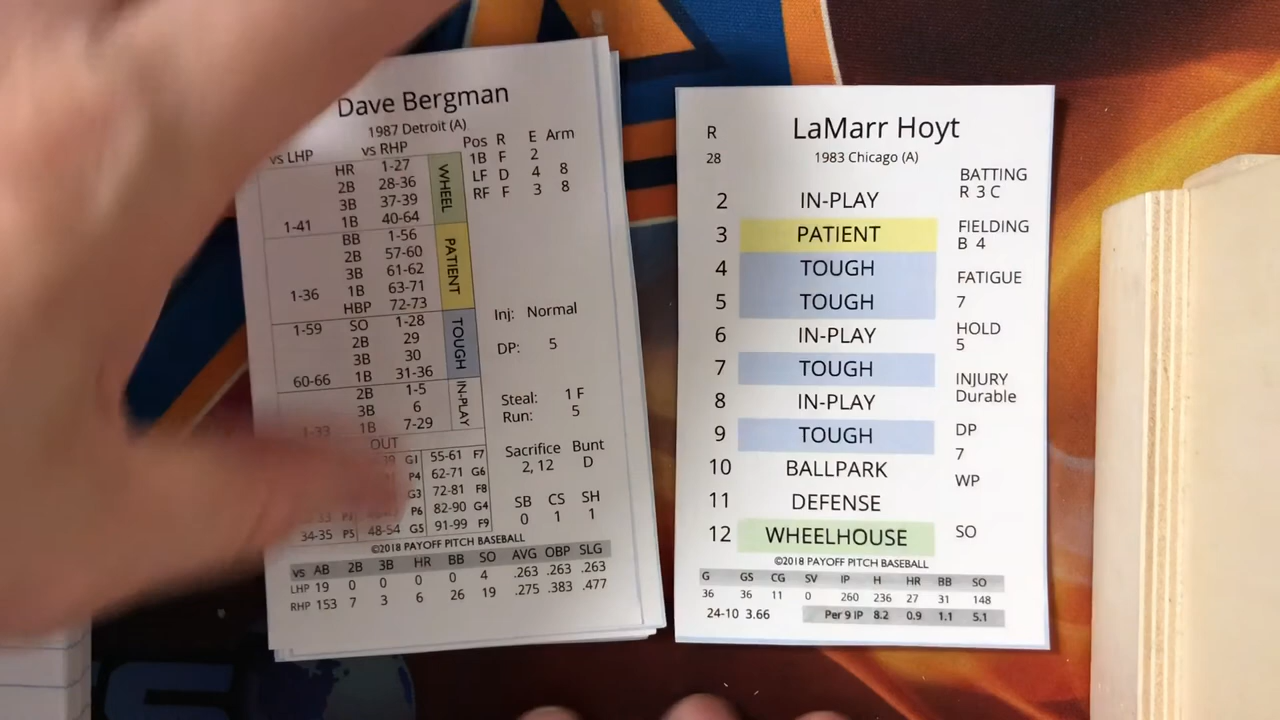 Dave Bergman
1987 Detroit (A)
vs LHP vs RHP Pos R E Arm
HR 1-27 1B F 2
2B 28-36 LF D 4 8
3B 37-39 RF F 3 8
1-41 1B 40-64
WHEEL
BB 1-56
2B 57-60
3B 61-62
1-36 1B 63-71
HBP 72-73
PATIENT
Inj: Normal
1-59 SO 1-28
2B 29
3B 30
60-66 1B 31-36
TOUGH
DP: 5
2B 1-5
3B 6
1-33 1B 7-29
IN-PLAY
Steal: 1 F
Run: 5
OUT
G1 55-61 F7
P4 62-71 G6
G3 72-81 F8
P6 82-90 G4
34-35 P5 48-54 G5 91-99 F9
Sacrifice Bunt
2, 12 D
SB CS SH
0 1 1
©2018 PAYOFF PITCH BASEBALL
vs AB 2B 3B HR BB SO AVG OBP SLG
LHP 19 0 0 0 0 4 .263 .263 .263
RHP 153 7 3 6 26 19 .275 .383 .477
R LaMarr Hoyt
28 1983 Chicago (A)
2 IN-PLAY
3 PATIENT
4 TOUGH
5 TOUGH
6 IN-PLAY
7 TOUGH
8 IN-PLAY
9 TOUGH
10 BALLPARK
11 DEFENSE
12 WHEELHOUSE
BATTING
R 3 C
FIELDING
B 4
FATIGUE
7
HOLD
5
INJURY
Durable
DP
7
WP
SO
©2018 PAYOFF PITCH BASEBALL
G GS CG SV IP H HR BB SO
36 36 11 0 260 236 27 31 148
24-10 3.66 Per 9 IP 8.2 0.9 1.1 5.1